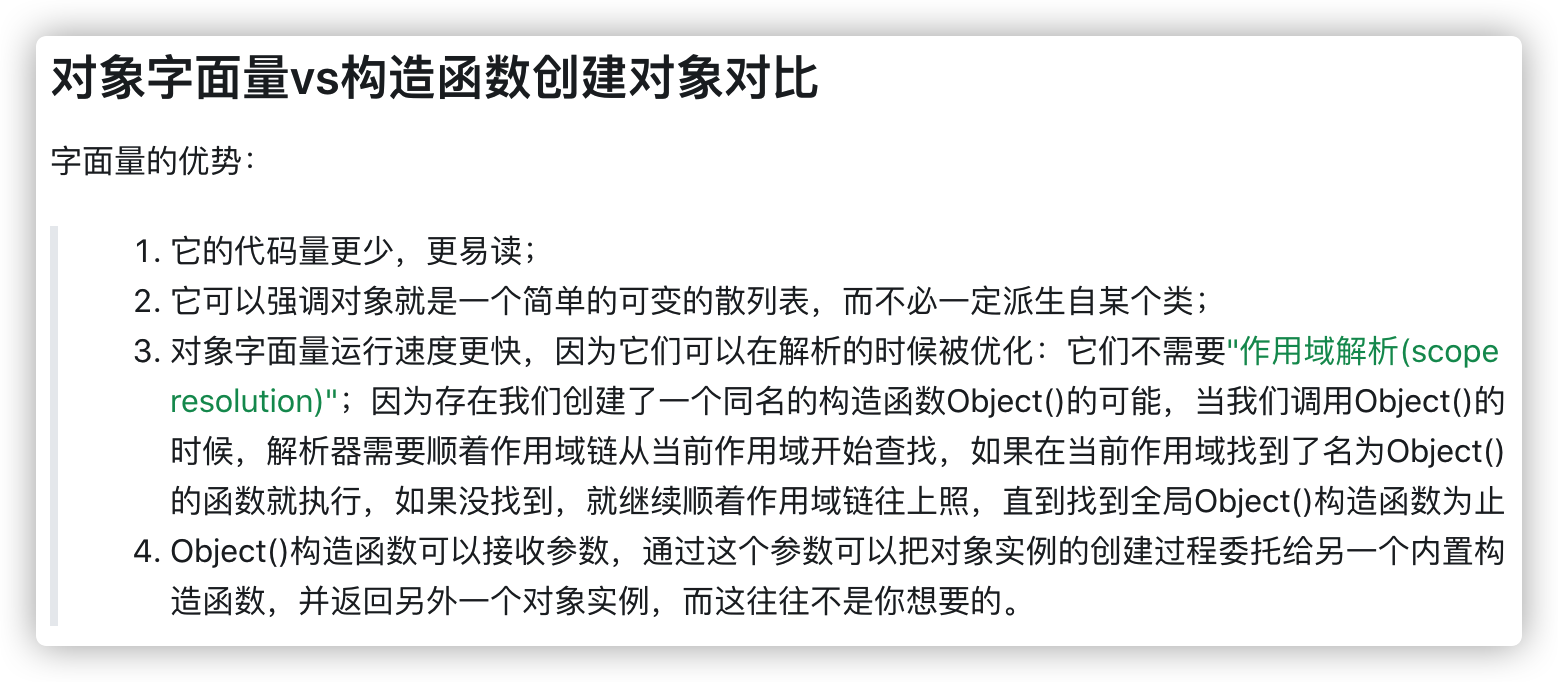 对象字面量vs构造函数创建对象对比
字面量的优势：
1. 它的代码量更少，更易读；
2. 它可以强调对象就是一个简单的可变的散列表，而不必一定派生自某个类；
3. 对象字面量运行速度更快，因为它们可以在解析的时候被优化：它们不需要"作用域解析(scope
resolution)"；因为存在我们创建了一个同名的构造函数Object()的可能，当我们调用Object()的
时候，解析器需要顺着作用域链从当前作用域开始查找，如果在当前作用域找到了名为Object()
的函数就执行，如果没找到，就继续顺着作用域链往上照，直到找到全局Object()构造函数为止
4. Object()构造函数可以接收参数，通过这个参数可以把对象实例的创建过程委托给另一个内置构
造函数，并返回另外一个对象实例，而这往往不是你想要的。